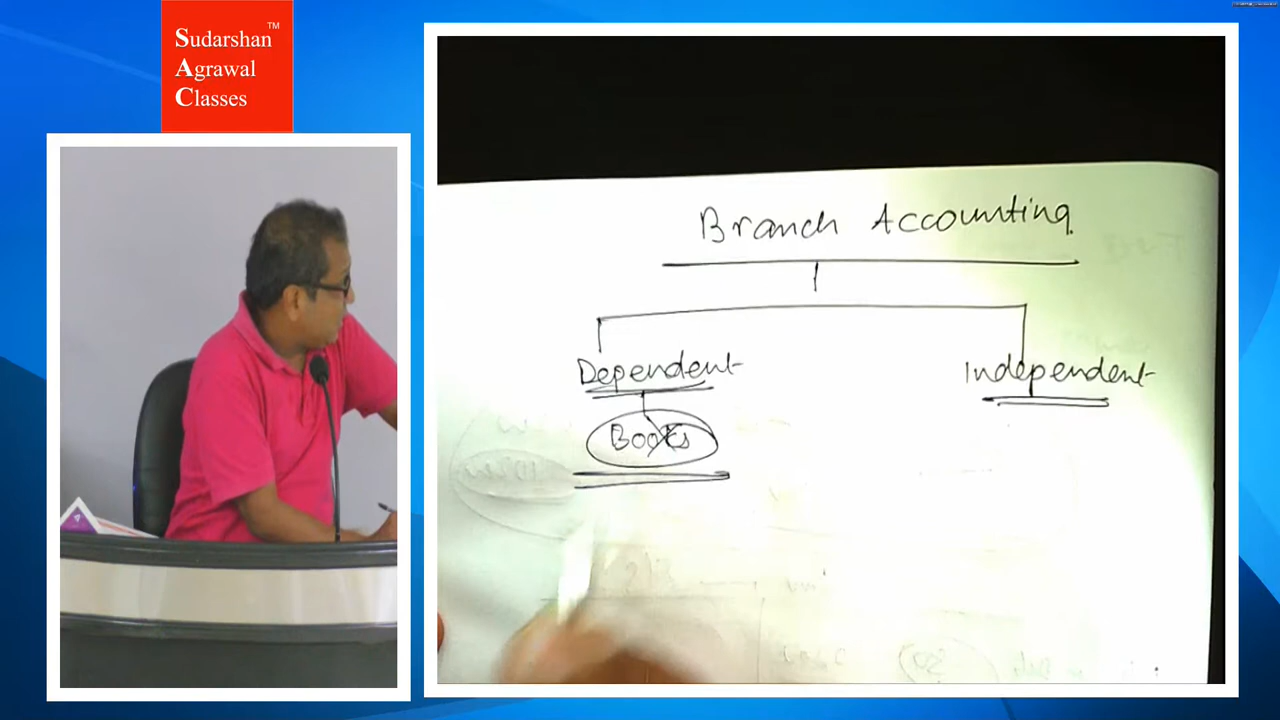 Sudarshan™
Agrawal
Classes
Branch Accounting
Dependent
Independent
Books